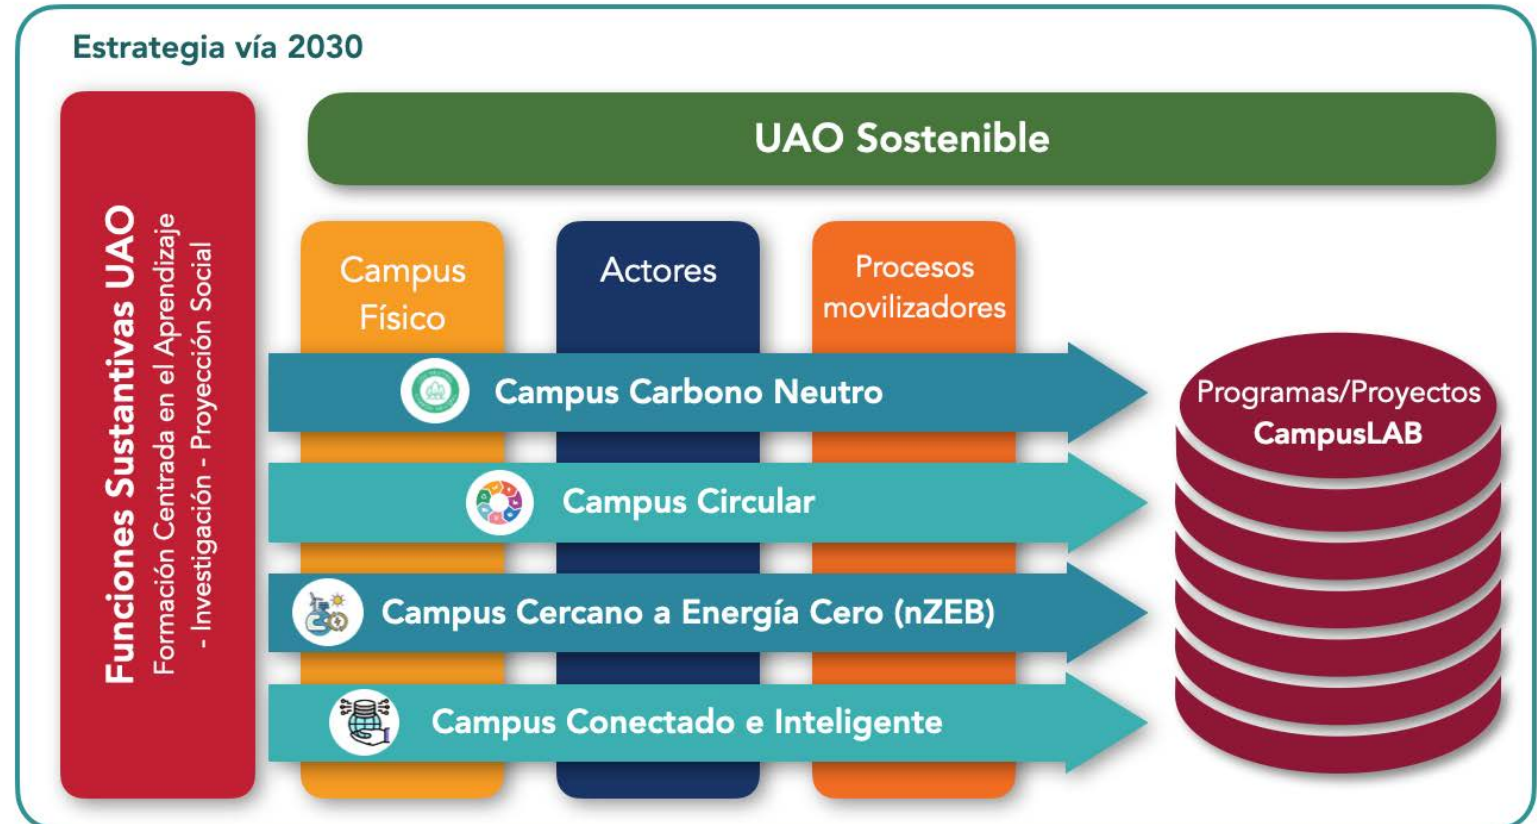 Estrategia vía 2030
Funciones Sustantivas UAO
Formación Centrada en el Aprendizaje
- Investigación - Proyección Social
UAO Sostenible
Campus
Físico
Actores
Procesos
movilizadores
Campus Carbono Neutro
Campus Circular
Campus Cercano a Energía Cero (nZEB)
Campus Conectado e Inteligente
Programas/Proyectos
CampusLAB